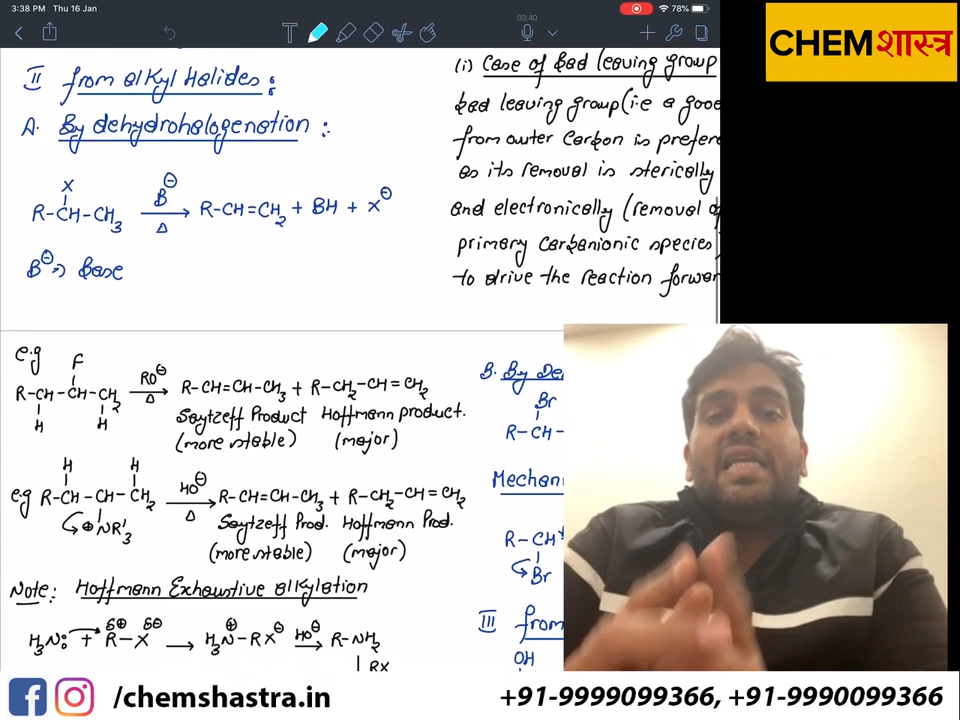 3:38 PM Thu 16 Jan
03:40
78%
CHEMशास्त्र
II from alkyl Halides :
A. By dehydrohalogenation :
X
R-CH-CH3 B⊖ Δ → R-CH=CH2 + BH + X⊖
B⊖ => Base
(i) Case of bad leaving group
bad leaving group (i.e a good
from outer carbon is prefer
as its removal is sterically
and electronically (removal of
primary carbanionic species
to drive the reaction forwar
e.g
F
R-CH-CH-CH2 RO⊖ Δ → R-CH=CH-CH3 + R-CH2-CH=CH2
H H
Saytzeff Product Hoffmann product.
(more stable) (major)
H H
e.g R-CH-CH-CH2 HO⊖ Δ → R-CH=CH-CH3 + R-CH2-CH=CH2
⊕NR'3
Saytzeff Prod. Hoffmann Prod.
(more stable) (major)
Note: Hoffmann Exhaustive alkylation
H3N: + δ⊕R-Xδ⊖ → H3N⊕-RX⊖ HO⊖ → R-NH2
RX
B. By De
Br
R-CH-
Mechan
R-CH
Br
III from
OH
/chemshastra.in
+91-9999099366, +91-9990099366